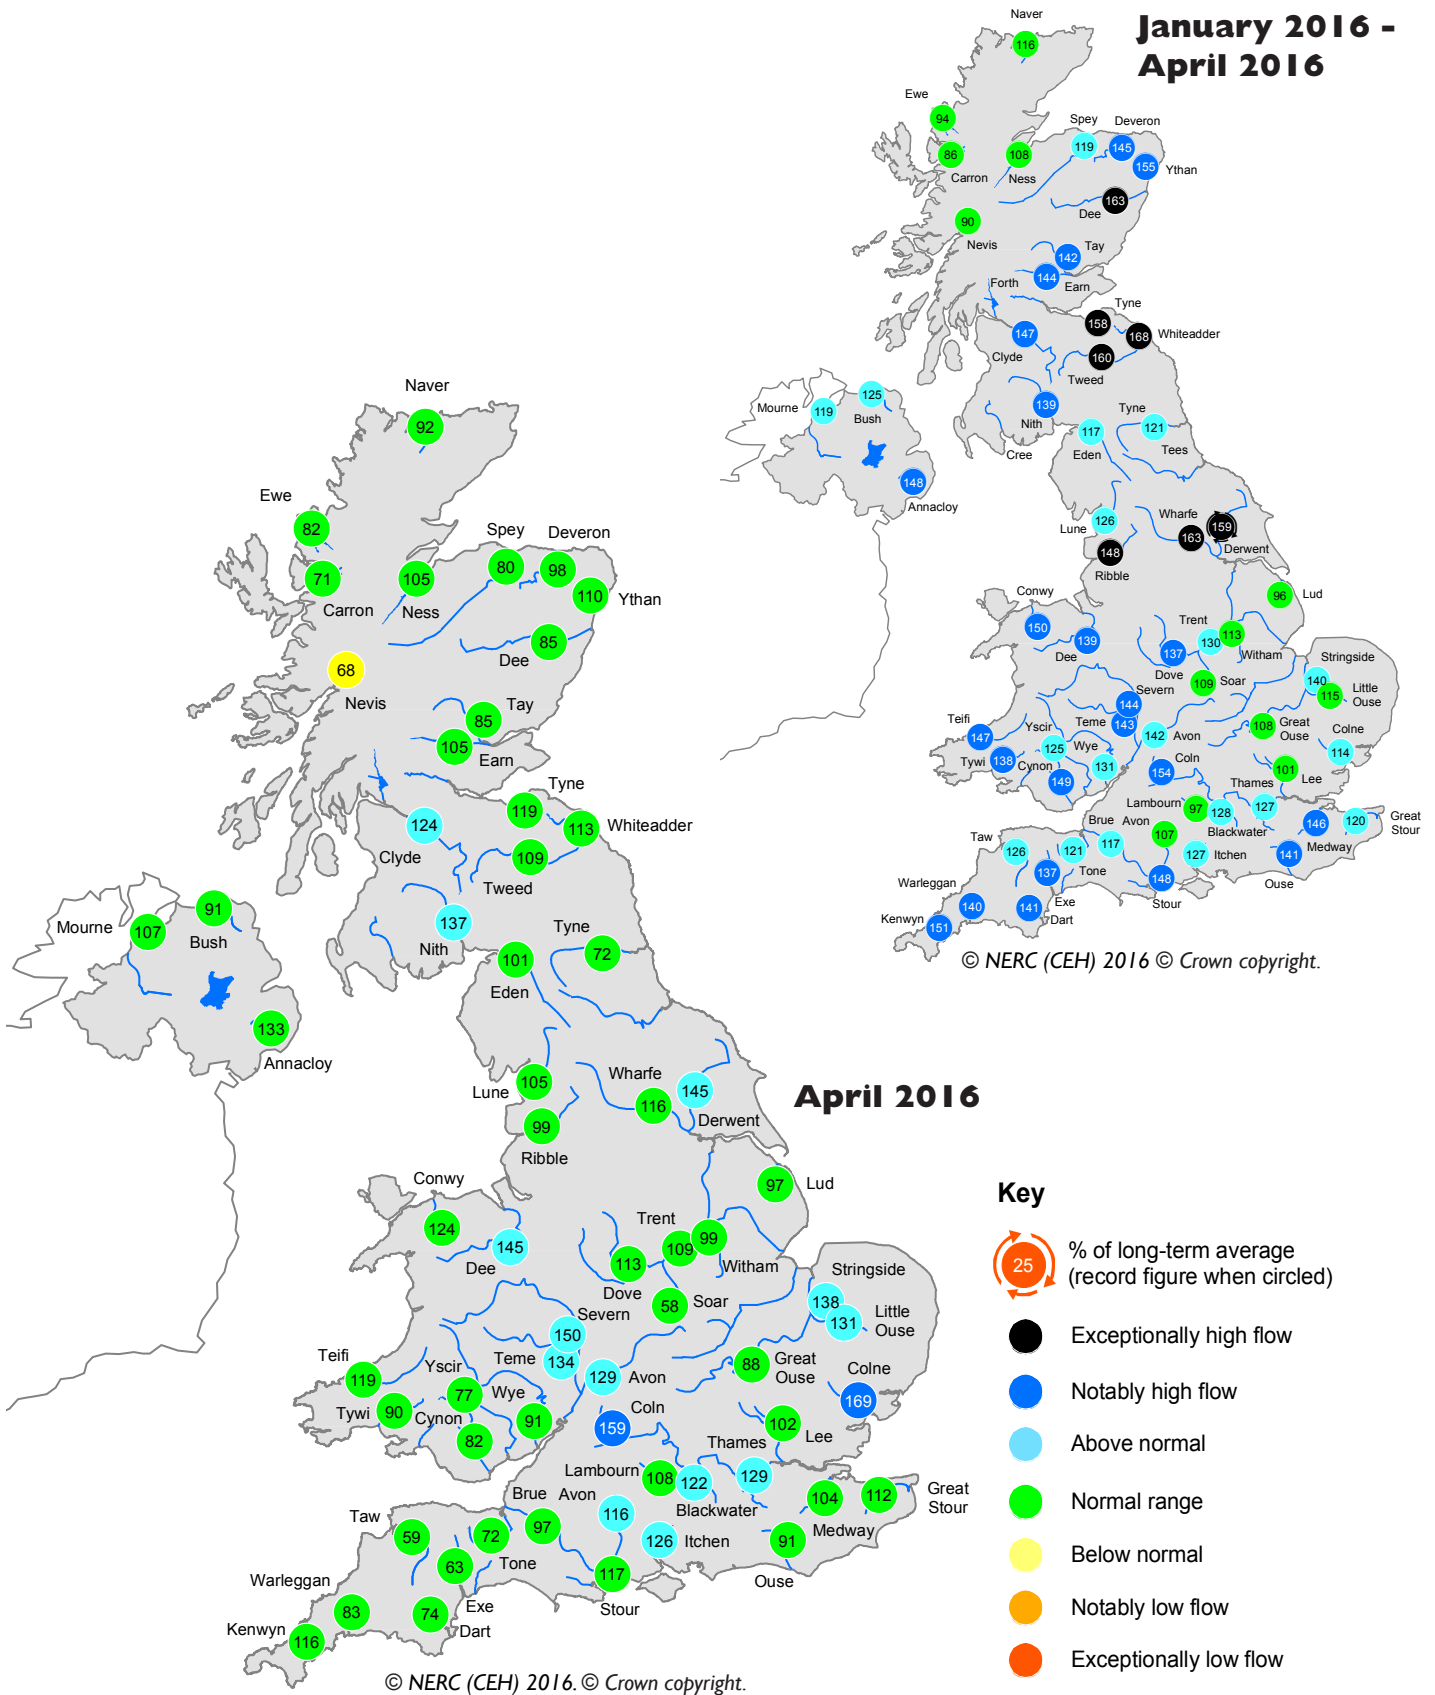 January 2016 -
April 2016
Naver
116
Ewe
94
Spey
Deveron
119
145
86
108
155
Ythan
Carron
Ness
163
Dee
90
Nevis
Tay
142
144
Forth
Earn
Tyne
158
147
168
Whiteadder
Clyde
160
Tweed
125
139
Mourne
119
Bush
Tyne
Nith
117
121
Cree
Eden
Tees
148
Annacloy
Wharfe
126
159
Lune
163
148
Derwent
Ribble
Conwy
96
Lud
150
Trent
113
139
130
Stringside
Dee
137
Witham
Dove
140
109
Soar
Little
Ouse
115
Severn
144
Teifi
Yscir
Teme
143
108
Great
Ouse
Colne
147
125
Wye
142
Avon
114
Tywi
138
Cynon
131
Coln
154
101
Lee
149
Thames
Lambourn
97
128
127
Brue
Avon
Blackwater
146
120
Great
Stour
Taw
107
126
121
117
127
Itchen
141
Medway
137
Tone
148
Ouse
Warleggan
140
141
Exe
Stour
Kenwyn
151
Dart
© NERC (CEH) 2016 © Crown copyright.
Naver
92
Ewe
82
Spey
Deveron
80
98
71
105
110
Ythan
Carron
Ness
85
Dee
68
Nevis
Tay
85
105
Earn
Tyne
119
124
113
Whiteadder
Clyde
109
Tweed
91
Mourne
107
Bush
137
Tyne
Nith
72
101
Eden
133
Annacloy
Wharfe
105
145
Lune
116
Derwent
99
Ribble
April 2016
Conwy
97
Lud
124
Trent
99
145
109
Dee
113
Witham
Stringside
Dove
138
58
Soar
Little
Ouse
131
Severn
150
Teifi
Yscir
Teme
134
88
Great
Ouse
Colne
119
77
Wye
129
Avon
169
Tywi
90
Cynon
91
Coln
159
102
Lee
82
Thames
Lambourn
108
122
129
Brue
Avon
Blackwater
104
112
Great
Stour
Taw
116
59
72
97
126
Itchen
91
Medway
63
Tone
117
Ouse
Warleggan
83
74
Exe
Stour
Kenwyn
116
Dart
© NERC (CEH) 2016. © Crown copyright.
Key
25
% of long-term average
(record figure when circled)
Exceptionally high flow
Notably high flow
Above normal
Normal range
Below normal
Notably low flow
Exceptionally low flow